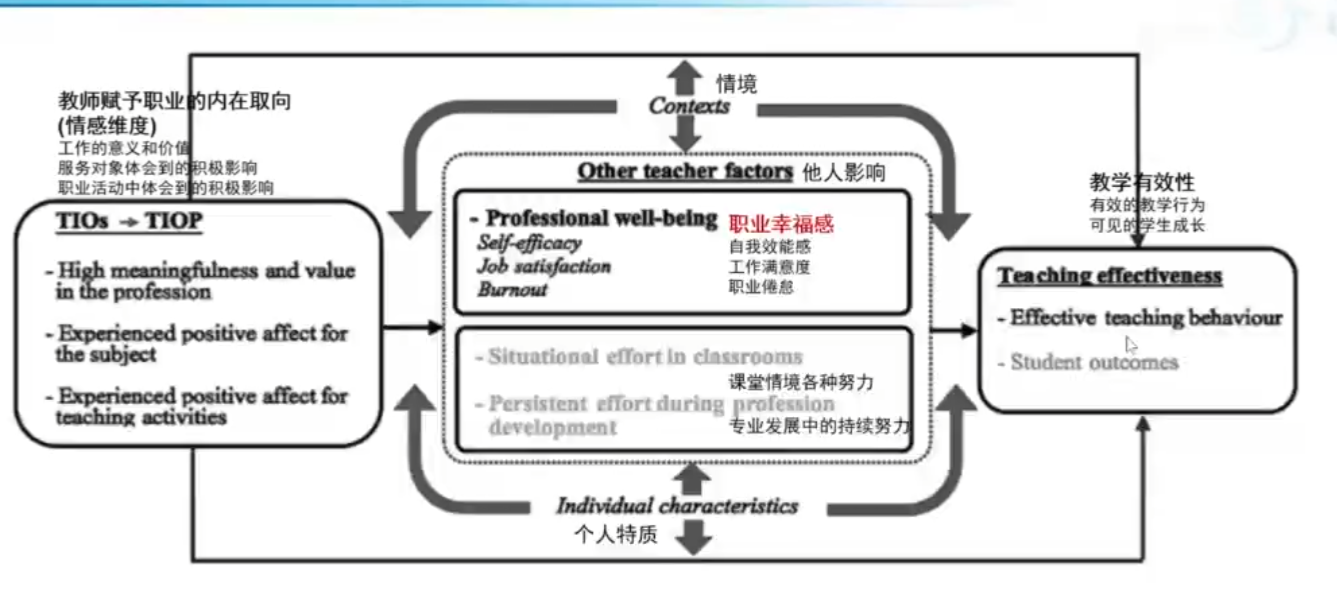 教师赋予职业的内在取向
(情感维度)
工作的意义和价值
服务对象体会到的积极影响
职业活动中体会到的积极影响
TIOs → TIOP
- High meaningfulness and value
in the profession
- Experienced positive affect for
the subject
- Experienced positive affect for
teaching activities
情境
Contexts
Other teacher factors 他人影响
- Professional well-being 职业幸福感
Self-efficacy 自我效能感
Job satisfaction 工作满意度
Burnout 职业倦怠
- Situational effort in classrooms
课堂情境各种努力
- Persistent effort during profession
development 专业发展中的持续努力
Individual characteristics
个人特质
教学有效性
有效的教学行为
可见的学生成长
Teaching effectiveness
- Effective teaching behaviour
- Student outcomes